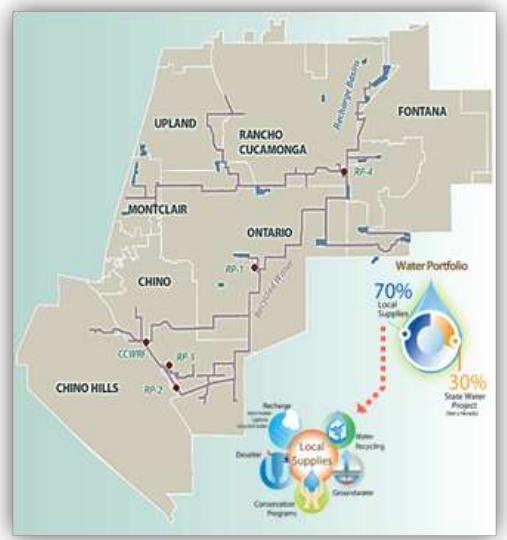 FONTANA
Recharge Basins
UPLAND
RANCHO
CUCAMONGA
RP-4
MONTCLAIR
ONTARIO
RP-1
Recycled Water
CHINO
CCWRF
RP-5
RP-2
CHINO HILLS
Water Portfolio
70%
Local
Supplies
30%
State Water
Project
Recharge
Water
Recycling
Local
Supplies
Desalter
Groundwater
Conservation
Programs